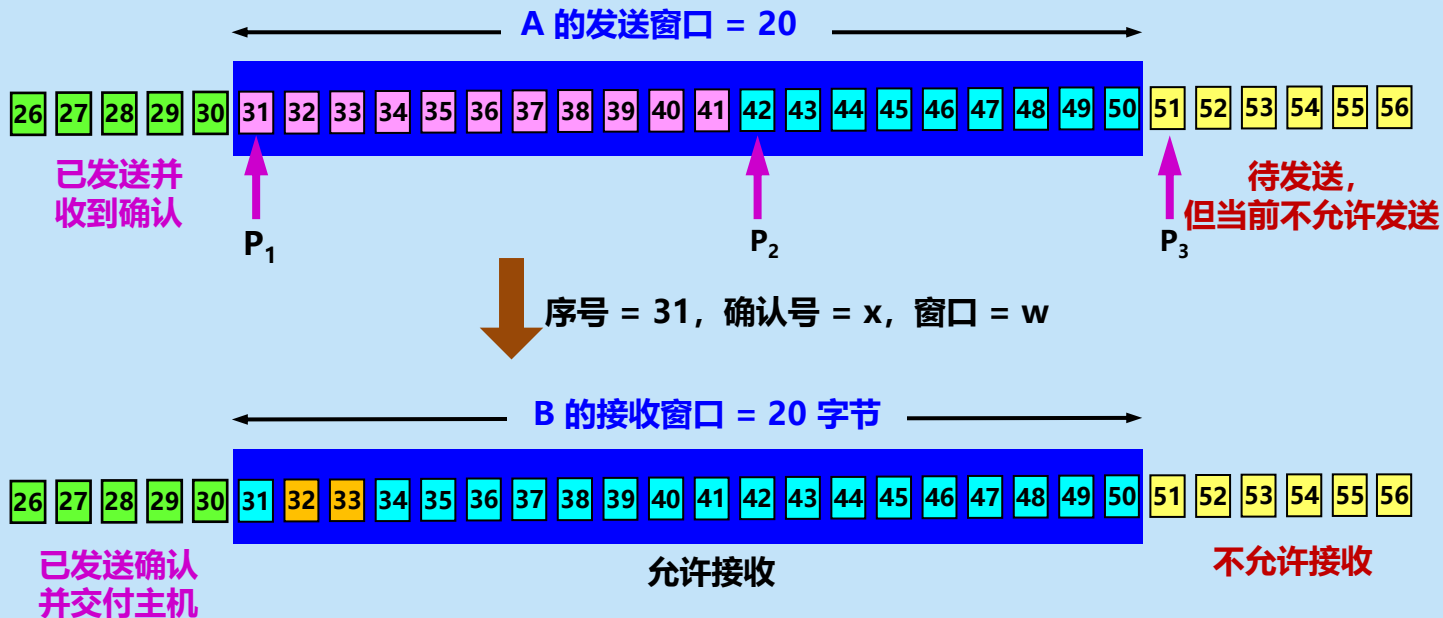 A 的发送窗口 = 20
26 27 28 29 30 31 32 33 34 35 36 37 38 39 40 41 42 43 44 45 46 47 48 49 50 51 52 53 54 55 56
已发送并
收到确认
待发送，
但当前不允许发送
P1
P2
P3
序号 = 31，确认号 = x，窗口 = w
B 的接收窗口 = 20 字节
26 27 28 29 30 31 32 33 34 35 36 37 38 39 40 41 42 43 44 45 46 47 48 49 50 51 52 53 54 55 56
已发送确认
并交付主机
允许接收
不允许接收